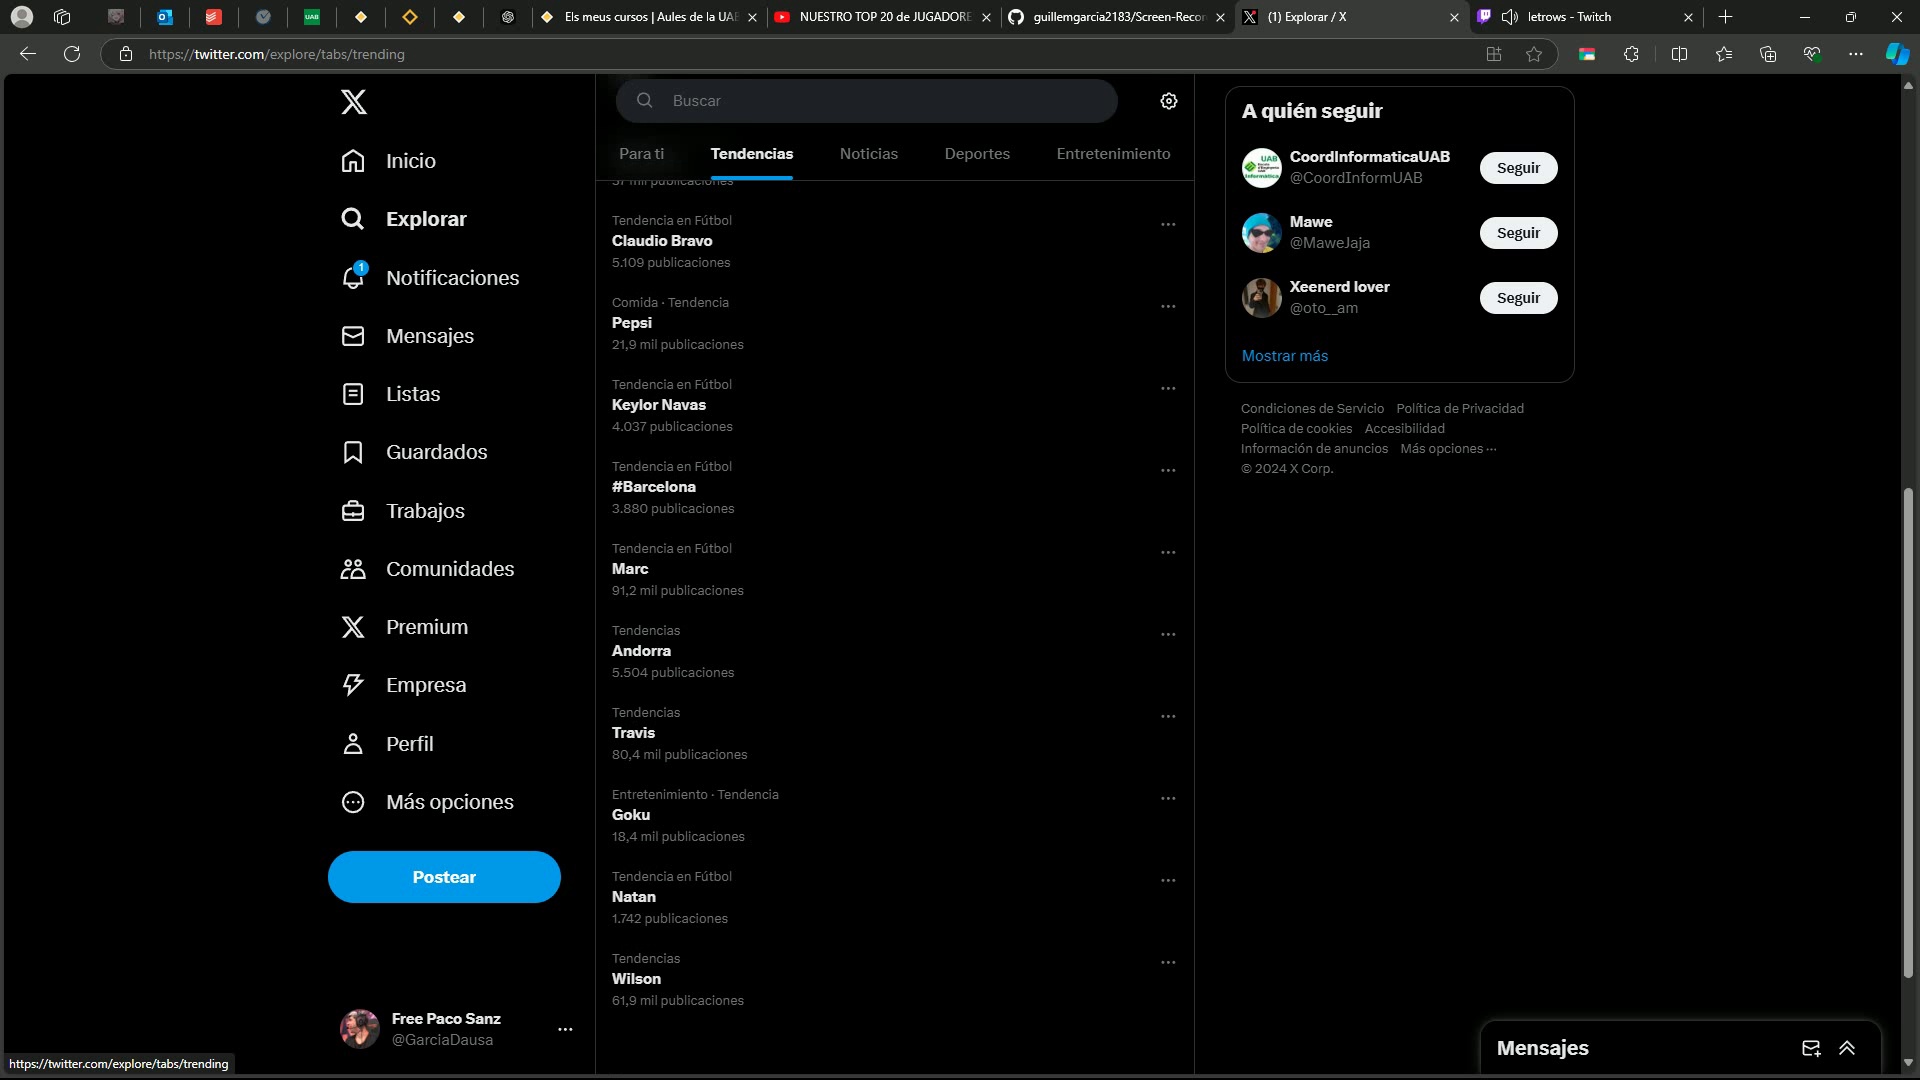 UAB
Els meus cursos | Aules de la UAB
NUESTRO TOP 20 de JUGADORE
guillemgarcia2183/Screen-Recor
(1) Explorar / X
letrows - Twitch
https://twitter.com/explore/tabs/trending
Inicio
Explorar
1
Notificaciones
Mensajes
Listas
Guardados
Trabajos
Comunidades
Premium
Empresa
Perfil
Más opciones
Postear
Free Paco Sanz
@GarciaDausa
https://twitter.com/explore/tabs/trending
Buscar
Para ti
Tendencias
Noticias
Deportes
Entretenimiento
37 mil publicaciones
Tendencia en Fútbol
Claudio Bravo
5.109 publicaciones
Comida · Tendencia
Pepsi
21,9 mil publicaciones
Tendencia en Fútbol
Keylor Navas
4.037 publicaciones
Tendencia en Fútbol
#Barcelona
3.880 publicaciones
Tendencia en Fútbol
Marc
91,2 mil publicaciones
Tendencias
Andorra
5.504 publicaciones
Tendencias
Travis
80,4 mil publicaciones
Entretenimiento · Tendencia
Goku
18,4 mil publicaciones
Tendencia en Fútbol
Natan
1.742 publicaciones
Tendencias
Wilson
61,9 mil publicaciones
A quién seguir
CoordInformaticaUAB
@CoordInformUAB
Seguir
Mawe
@MaweJaja
Seguir
Xeenerd lover
@oto__am
Seguir
Mostrar más
Condiciones de Servicio Política de Privacidad
Política de cookies Accesibilidad
Información de anuncios Más opciones ···
© 2024 X Corp.
Mensajes